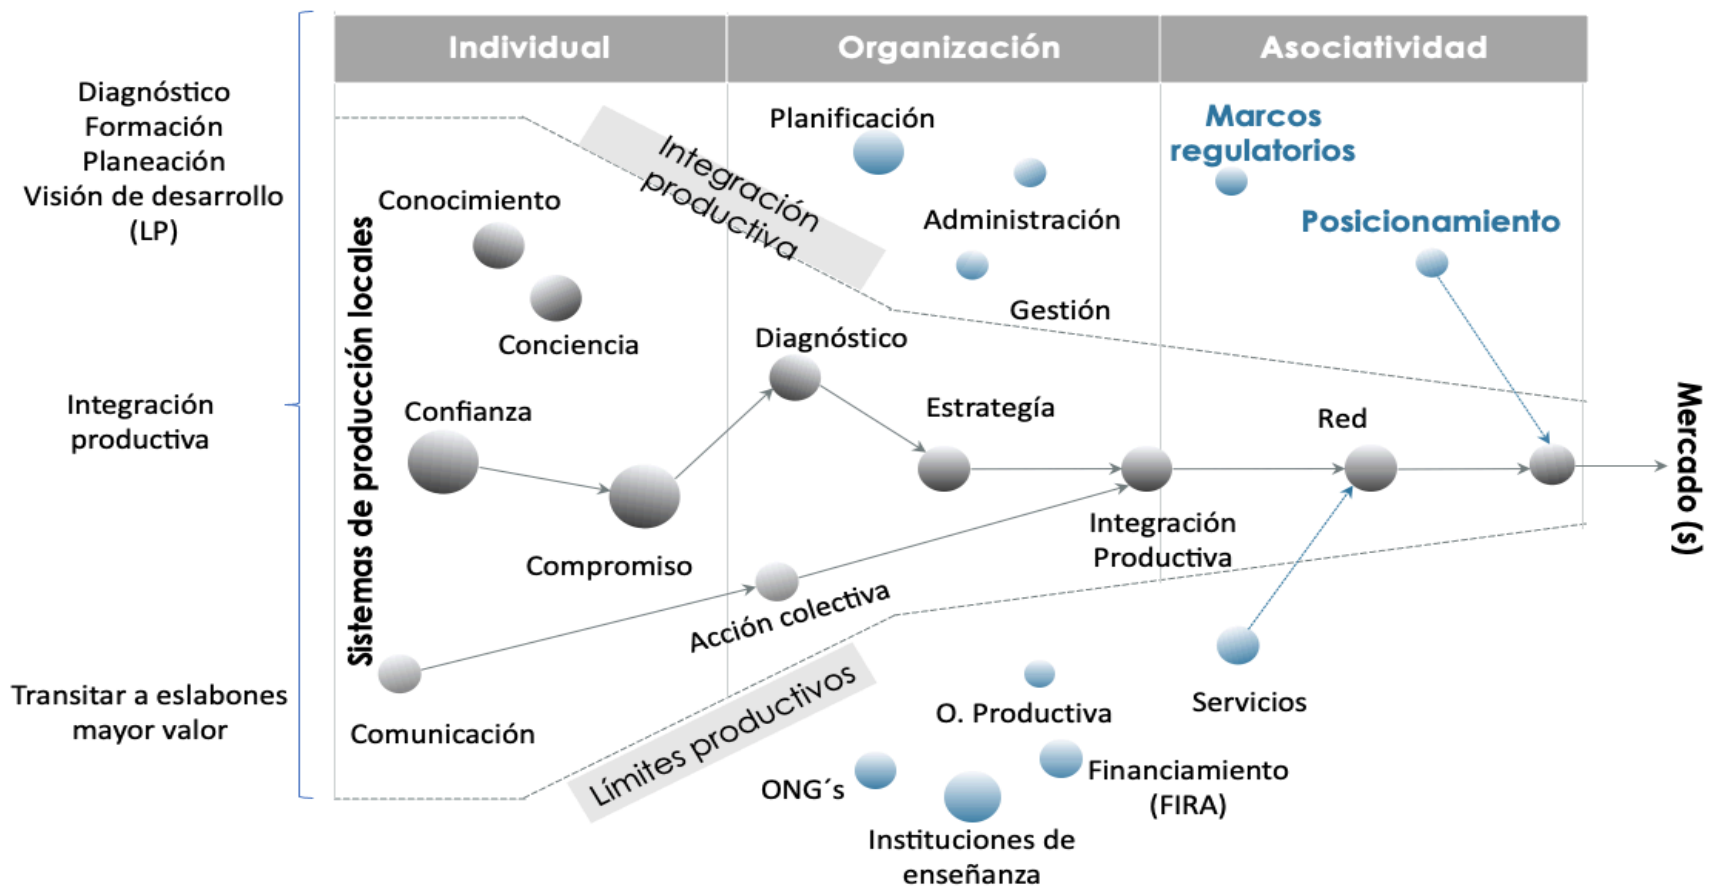 Individual
Organización
Asociatividad
Diagnóstico
Formación
Planeación
Visión de desarrollo
(LP)
Integración
productiva
Transitar a eslabones
mayor valor
Sistemas de producción locales
Conocimiento
Conciencia
Confianza
Compromiso
Comunicación
Integración
productiva
Planificación
Administración
Gestión
Diagnóstico
Estrategía
Acción colectiva
Integración
Productiva
Límites productivos
O. Productiva
ONG´s
Financiamiento
(FIRA)
Instituciones de
enseñanza
Marcos
regulatorios
Posicionamiento
Red
Servicios
Mercado (s)